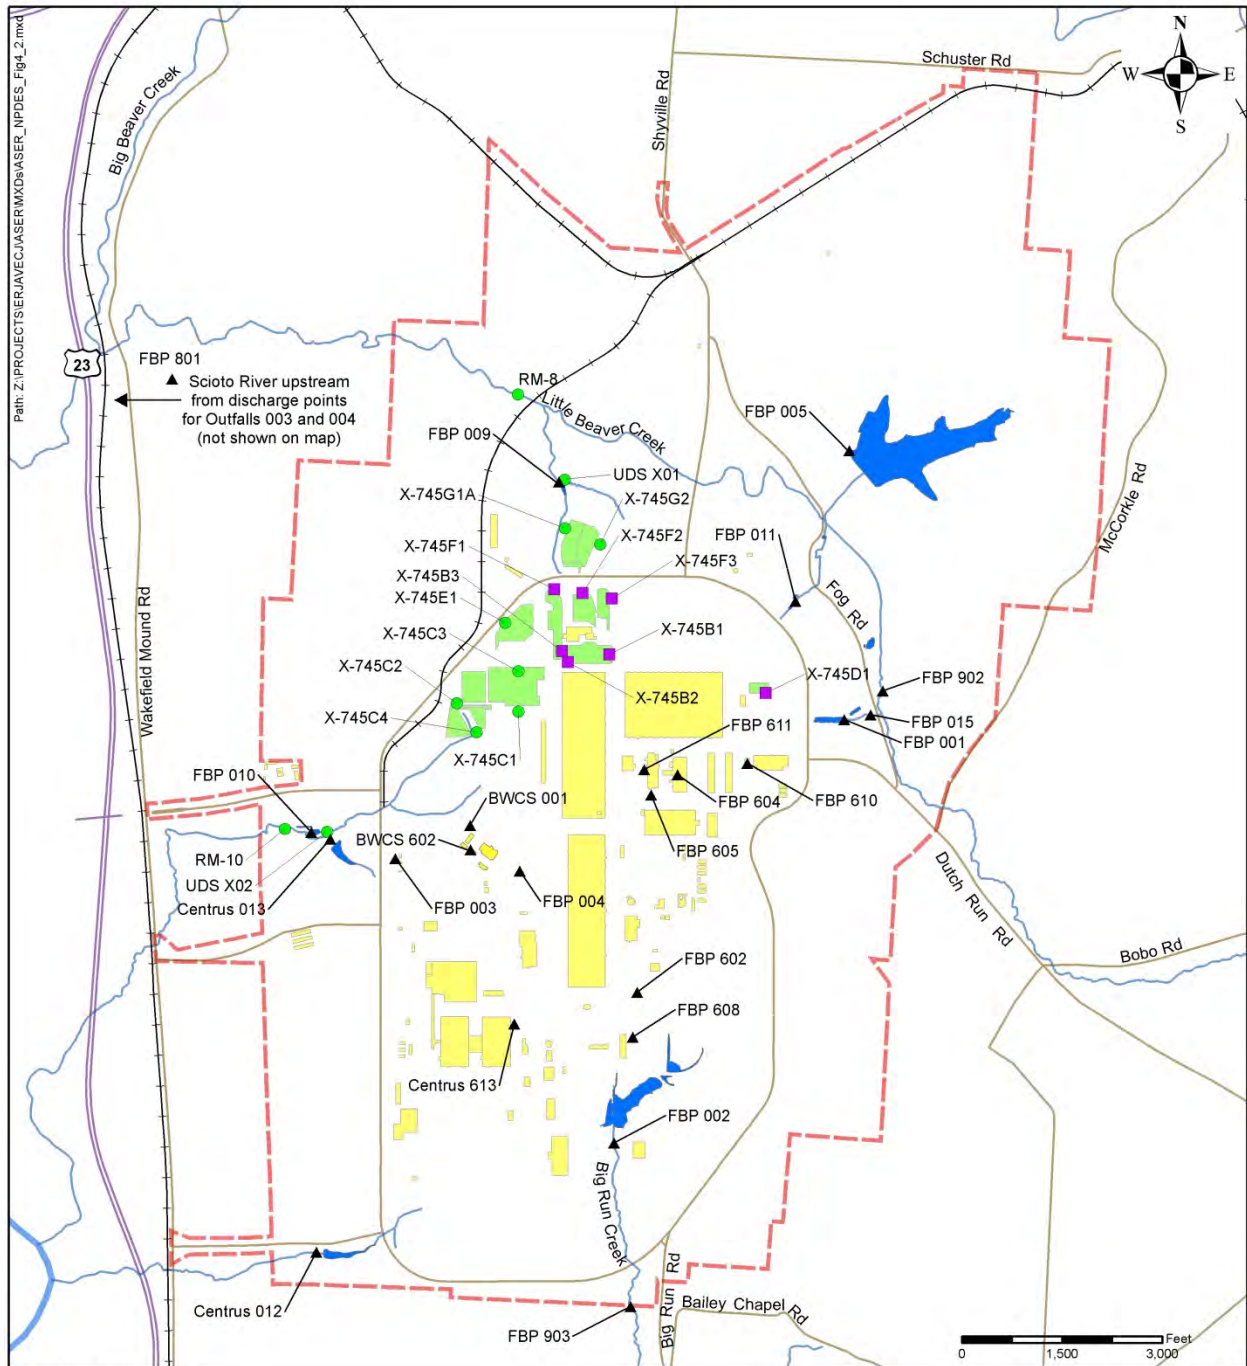 Path: Z:\PROJECTS\ERJAVECJ\ASER\MXDs\ASER_NPDES_Fig4_2.mxd
N
W
E
S
Schuster Rd
Shyville Rd
Big Beaver Creek
23
FBP 801
Scioto River upstream
from discharge points
for Outfalls 003 and 004
(not shown on map)
RM-8
Little Beaver Creek
FBP 005
FBP 009
UDS X01
X-745G1A
X-745G2
McCorkle Rd
X-745F1
X-745F2
FBP 011
X-745B3
X-745F3
X-745E1
Fog Rd
Wakefield Mound Rd
X-745C3
X-745B1
X-745C2
X-745D1
FBP 902
X-745B2
X-745C4
FBP 611
FBP 015
FBP 001
X-745C1
FBP 010
FBP 604
FBP 610
BWCS 001
BWCS 602
FBP 605
RM-10
UDS X02
Centrus 013
FBP 003
FBP 004
Dutch Run Rd
Bobo Rd
FBP 602
FBP 608
Centrus 613
FBP 002
Big Run Creek
Big Run Rd
Centrus 012
Bailey Chapel Rd
FBP 903
Feet
0
1,500
3,000